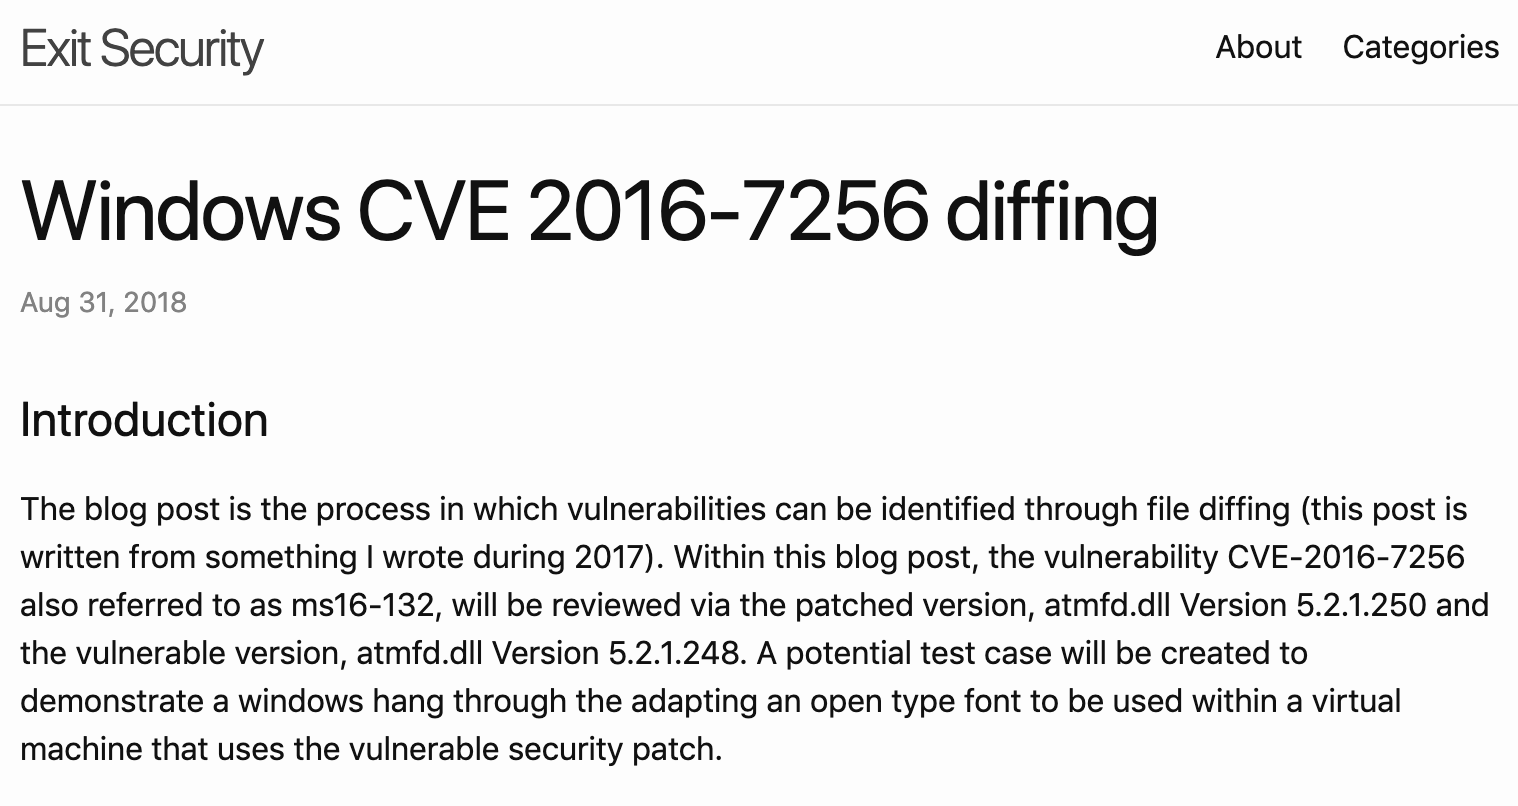 Exit Security
About Categories
Windows CVE 2016-7256 diffing
Aug 31, 2018
Introduction
The blog post is the process in which vulnerabilities can be identified through file diffing (this post is
written from something I wrote during 2017). Within this blog post, the vulnerability CVE-2016-7256
also referred to as ms16-132, will be reviewed via the patched version, atmfd.dll Version 5.2.1.250 and
the vulnerable version, atmfd.dll Version 5.2.1.248. A potential test case will be created to
demonstrate a windows hang through the adapting an open type font to be used within a virtual
machine that uses the vulnerable security patch.